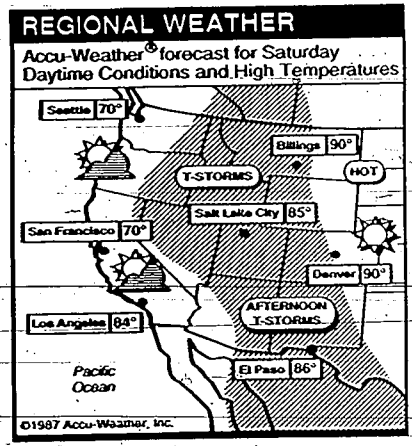 REGIONAL WEATHER
Accu-Weather® forecast for Saturday
Daytime Conditions and High Temperatures
Seattle 70°
Billings 90°
T-STORMS
HOT
Salt Lake City 85°
San Francisco 70°
Denver 90°
AFTERNOON
T-STORMS
Los Angeles 84°
El Paso 86°
Pacific
Ocean
©1987 Accu-Weather, Inc.